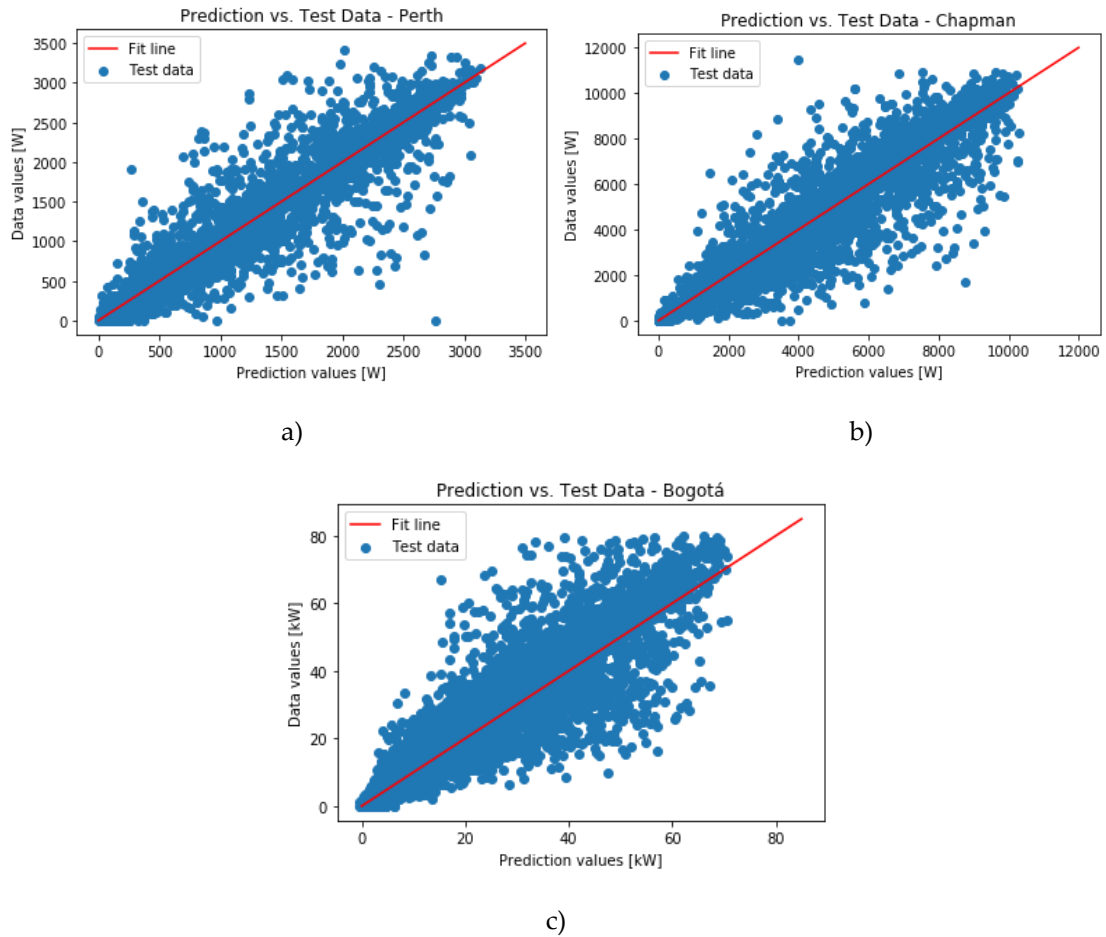 Prediction vs. Test Data - Perth
Fit line
Test data
Data values [W]
3500
3000
2500
2000
1500
1000
500
0
0 500 1000 1500 2000 2500 3000 3500
Prediction values [W]
a)
Prediction vs. Test Data - Chapman
Fit line
Test data
Data values [W]
12000
10000
8000
6000
4000
2000
0
0 2000 4000 6000 8000 10000 12000
Prediction values [W]
b)
Prediction vs. Test Data - Bogotá
Fit line
Test data
Data values [kW]
80
60
40
20
0
0 20 40 60 80
Prediction values [kW]
c)